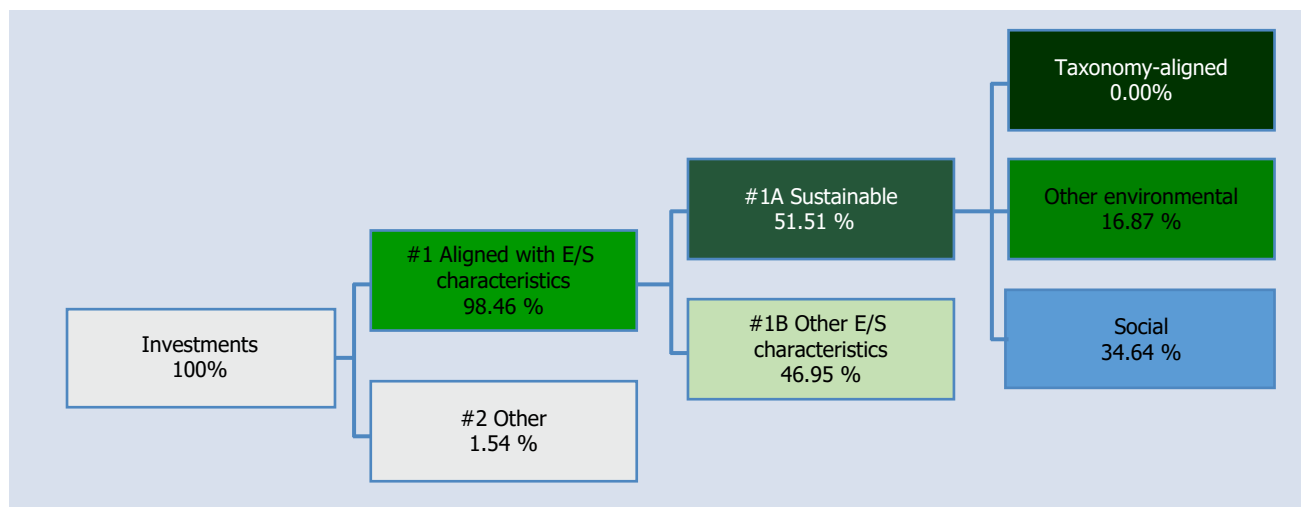 Investments
100%
#1 Aligned with E/S
characteristics
98.46 %
#2 Other
1.54 %
#1A Sustainable
51.51 %
#1B Other E/S
characteristics
46.95 %
Taxonomy-aligned
0.00%
Other environmental
16.87 %
Social
34.64 %